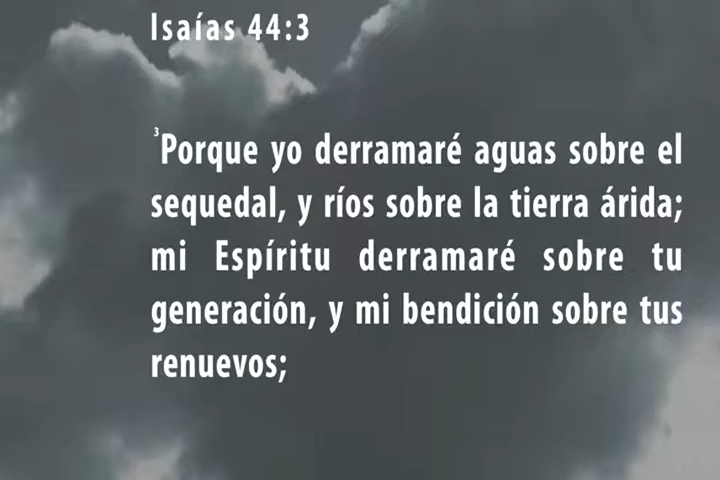 Isaías 44:3
³Porque yo derramaré aguas sobre el
sequedal, y ríos sobre la tierra árida;
mi Espíritu derramaré sobre tu
generación, y mi bendición sobre tus
renuevos;